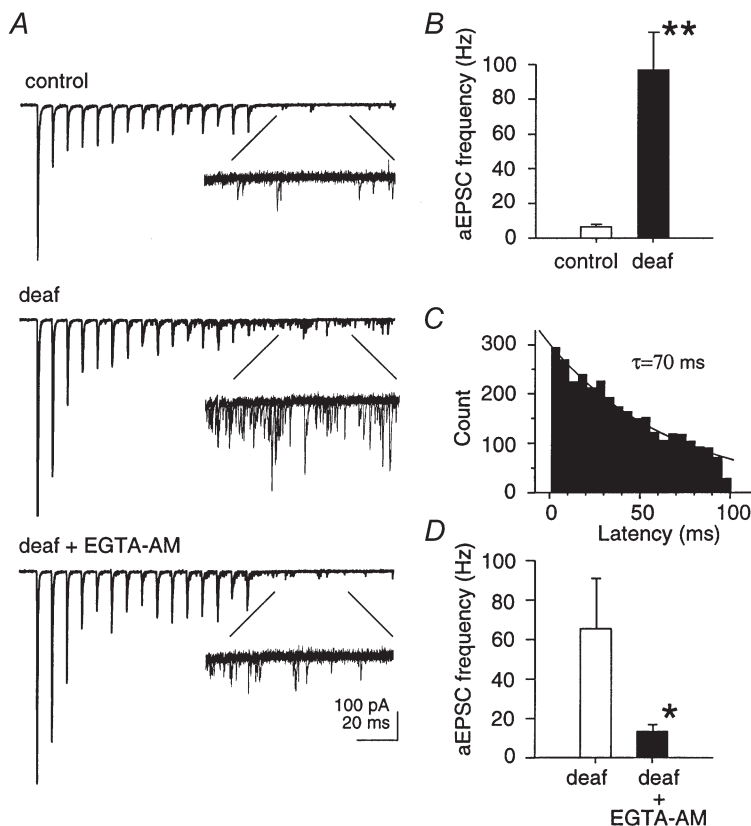 A
control
deaf
deaf + EGTA-AM
100 pA
20 ms
B
aEPSC frequency (Hz)
100
80
60
40
20
0
**
control deaf
C
Count
300
200
100
0
τ=70 ms
0 50 100
Latency (ms)
D
aEPSC frequency (Hz)
100
80
60
40
20
0
*
deaf deaf
+
EGTA-AM